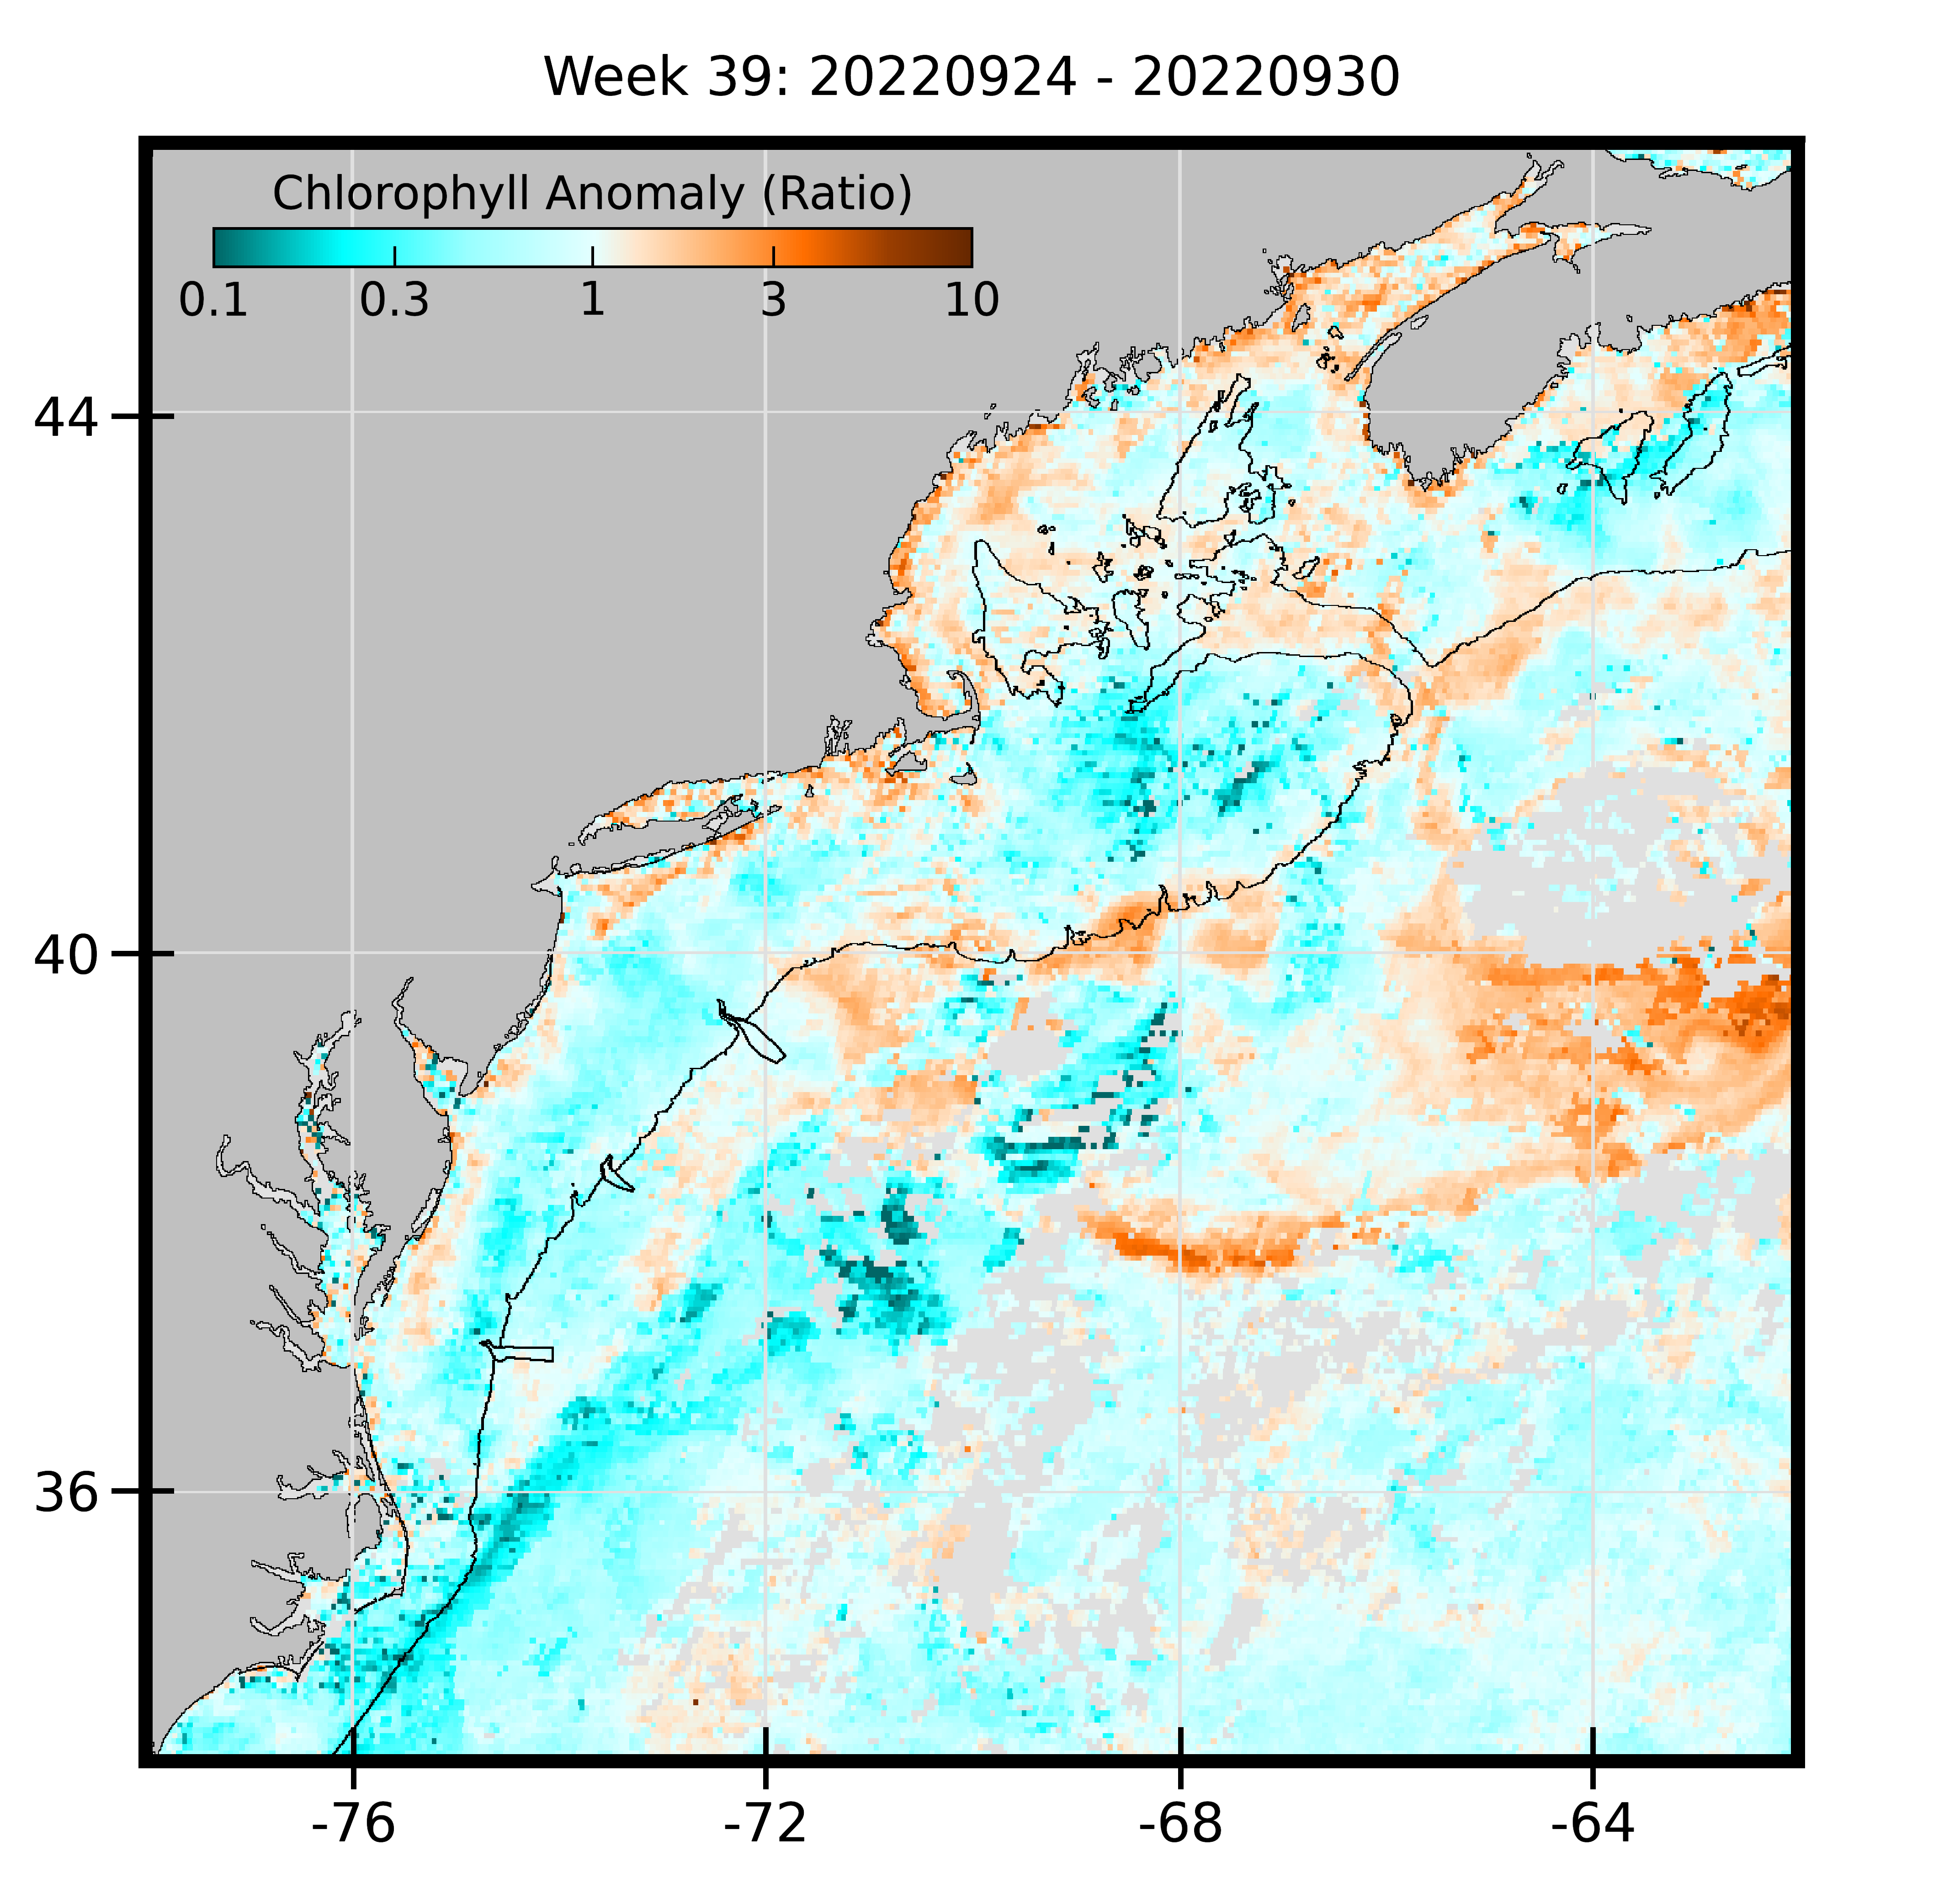 Week 39: 20220924 - 20220930
Chlorophyll Anomaly (Ratio)
0.1 0.3 1 3 10
44
40
36
-76 -72 -68 -64